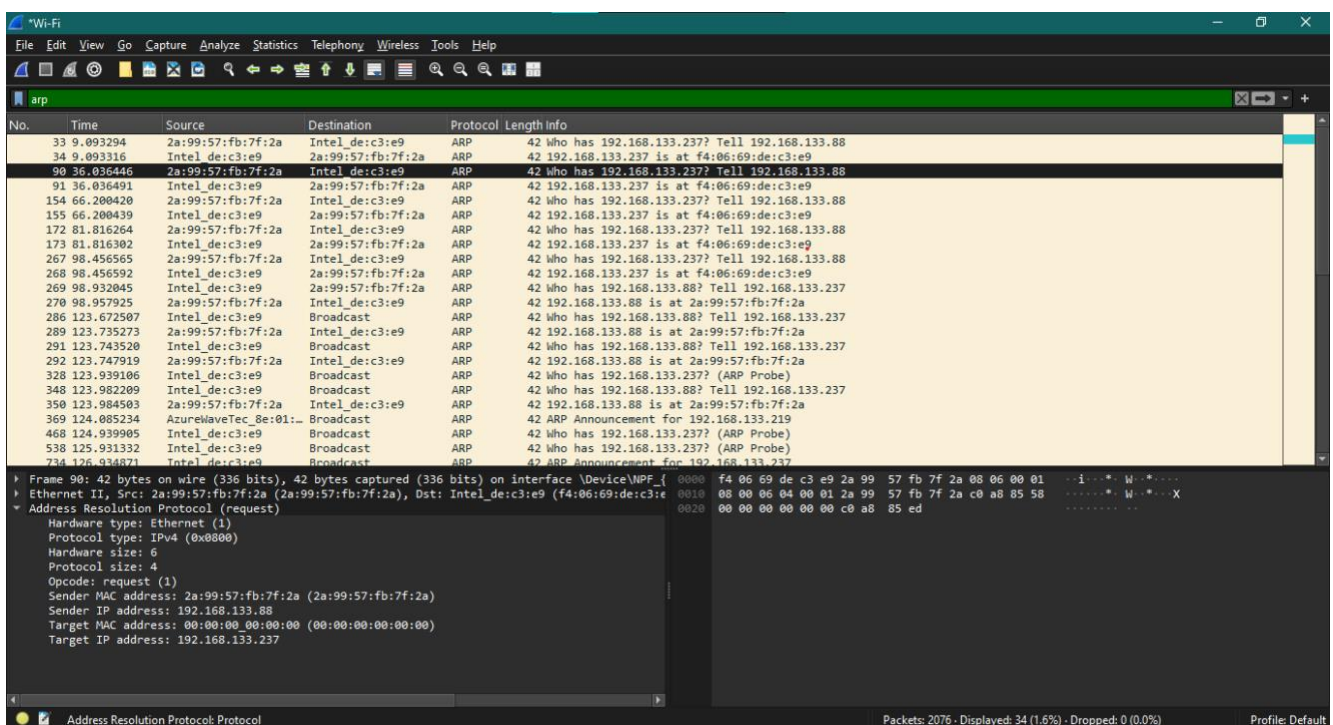 *Wi-Fi
File Edit View Go Capture Analyze Statistics Telephony Wireless Tools Help
arp
No. Time Source Destination Protocol Length Info
33 9.093294 2a:99:57:fb:7f:2a Intel_de:c3:e9 ARP 42 Who has 192.168.133.237? Tell 192.168.133.88
34 9.093316 Intel_de:c3:e9 2a:99:57:fb:7f:2a ARP 42 192.168.133.237 is at f4:06:69:de:c3:e9
90 36.036446 2a:99:57:fb:7f:2a Intel_de:c3:e9 ARP 42 Who has 192.168.133.237? Tell 192.168.133.88
91 36.036491 Intel_de:c3:e9 2a:99:57:fb:7f:2a ARP 42 192.168.133.237 is at f4:06:69:de:c3:e9
154 66.200420 2a:99:57:fb:7f:2a Intel_de:c3:e9 ARP 42 Who has 192.168.133.237? Tell 192.168.133.88
155 66.200439 Intel_de:c3:e9 2a:99:57:fb:7f:2a ARP 42 192.168.133.237 is at f4:06:69:de:c3:e9
172 81.816264 2a:99:57:fb:7f:2a Intel_de:c3:e9 ARP 42 Who has 192.168.133.237? Tell 192.168.133.88
173 81.816302 Intel_de:c3:e9 2a:99:57:fb:7f:2a ARP 42 192.168.133.237 is at f4:06:69:de:c3:e9
267 98.456565 2a:99:57:fb:7f:2a Intel_de:c3:e9 ARP 42 Who has 192.168.133.237? Tell 192.168.133.88
268 98.456592 Intel_de:c3:e9 2a:99:57:fb:7f:2a ARP 42 192.168.133.237 is at f4:06:69:de:c3:e9
269 98.932045 Intel_de:c3:e9 2a:99:57:fb:7f:2a ARP 42 Who has 192.168.133.88? Tell 192.168.133.237
270 98.957925 2a:99:57:fb:7f:2a Intel_de:c3:e9 ARP 42 192.168.133.88 is at 2a:99:57:fb:7f:2a
286 123.672507 Intel_de:c3:e9 Broadcast ARP 42 Who has 192.168.133.88? Tell 192.168.133.237
289 123.735273 2a:99:57:fb:7f:2a Intel_de:c3:e9 ARP 42 192.168.133.88 is at 2a:99:57:fb:7f:2a
291 123.743520 Intel_de:c3:e9 Broadcast ARP 42 Who has 192.168.133.88? Tell 192.168.133.237
292 123.747919 2a:99:57:fb:7f:2a Intel_de:c3:e9 ARP 42 192.168.133.88 is at 2a:99:57:fb:7f:2a
328 123.939106 Intel_de:c3:e9 Broadcast ARP 42 Who has 192.168.133.237? (ARP Probe)
348 123.982209 Intel_de:c3:e9 Broadcast ARP 42 Who has 192.168.133.88? Tell 192.168.133.237
350 123.984503 2a:99:57:fb:7f:2a Intel_de:c3:e9 ARP 42 192.168.133.88 is at 2a:99:57:fb:7f:2a
369 124.085234 AzureWaveTec_8e:01:… Broadcast ARP 42 ARP Announcement for 192.168.133.219
468 124.939905 Intel_de:c3:e9 Broadcast ARP 42 Who has 192.168.133.237? (ARP Probe)
538 125.931332 Intel_de:c3:e9 Broadcast ARP 42 Who has 192.168.133.237? (ARP Probe)
734 126.934871 Intel_de:c3:e9 Broadcast ARP 42 ARP Announcement for 192.168.133.237
Frame 90: 42 bytes on wire (336 bits), 42 bytes captured (336 bits) on interface \Device\NPF_{
Ethernet II, Src: 2a:99:57:fb:7f:2a (2a:99:57:fb:7f:2a), Dst: Intel_de:c3:e9 (f4:06:69:de:c3:e
Address Resolution Protocol (request)
Hardware type: Ethernet (1)
Protocol type: IPv4 (0x0800)
Hardware size: 6
Protocol size: 4
Opcode: request (1)
Sender MAC address: 2a:99:57:fb:7f:2a (2a:99:57:fb:7f:2a)
Sender IP address: 192.168.133.88
Target MAC address: 00:00:00_00:00:00 (00:00:00:00:00:00)
Target IP address: 192.168.133.237
0000 f4 06 69 de c3 e9 2a 99 57 fb 7f 2a 08 06 00 01 ··i···*· W··*····
0010 08 00 06 04 00 01 2a 99 57 fb 7f 2a c0 a8 85 58 ······*· W··*···X
0020 00 00 00 00 00 00 c0 a8 85 ed ········ ··
Address Resolution Protocol: Protocol
Packets: 2076 · Displayed: 34 (1.6%) · Dropped: 0 (0.0%)
Profile: Default